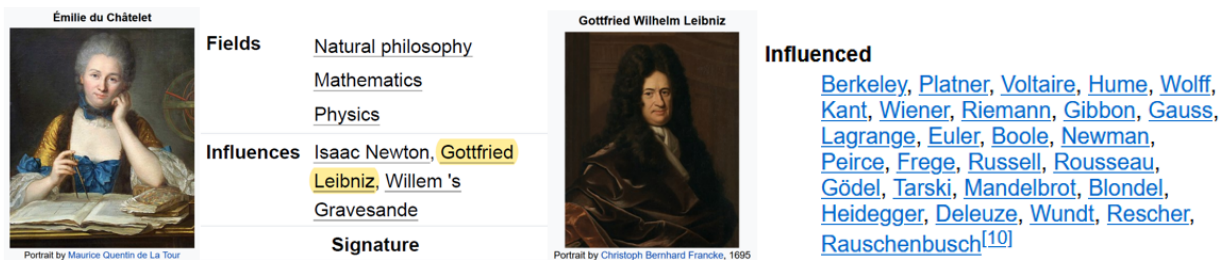 Émilie du Châtelet
Portrait by Maurice Quentin de La Tour
Fields
Natural philosophy
Mathematics
Physics
Influences
Isaac Newton, Gottfried
Leibniz, Willem 's
Gravesande
Signature
Gottfried Wilhelm Leibniz
Portrait by Christoph Bernhard Francke, 1695
Influenced
Berkeley, Platner, Voltaire, Hume, Wolff,
Kant, Wiener, Riemann, Gibbon, Gauss,
Lagrange, Euler, Boole, Newman,
Peirce, Frege, Russell, Rousseau,
Gödel, Tarski, Mandelbrot, Blondel,
Heidegger, Deleuze, Wundt, Rescher,
Rauschenbusch[10]